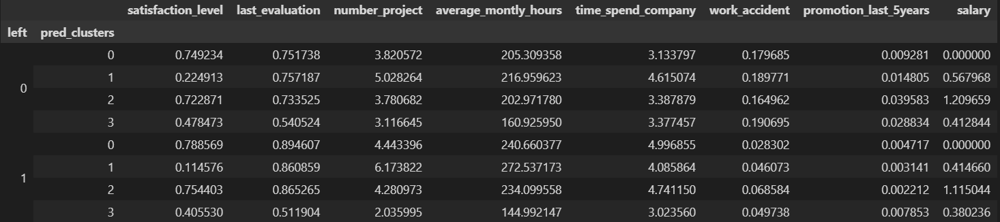 satisfaction_level last_evaluation number_project average_montly_hours time_spend_company work_accident promotion_last_5years salary
left pred_clusters
0 0 0.749234 0.751738 3.820572 205.309358 3.133797 0.179685 0.009281 0.000000
1 0.224913 0.757187 5.028264 216.959623 4.615074 0.189771 0.014805 0.567968
2 0.722871 0.733525 3.780682 202.971780 3.387879 0.164962 0.039583 1.209659
3 0.478473 0.540524 3.116645 160.925950 3.377457 0.190695 0.028834 0.412844
1 0 0.788569 0.894607 4.443396 240.660377 4.996855 0.028302 0.004717 0.000000
1 0.114576 0.860859 6.173822 272.537173 4.085864 0.046073 0.003141 0.414660
2 0.754403 0.865265 4.280973 234.099558 4.741150 0.068584 0.002212 1.115044
3 0.405530 0.511904 2.035995 144.992147 3.023560 0.049738 0.007853 0.380236